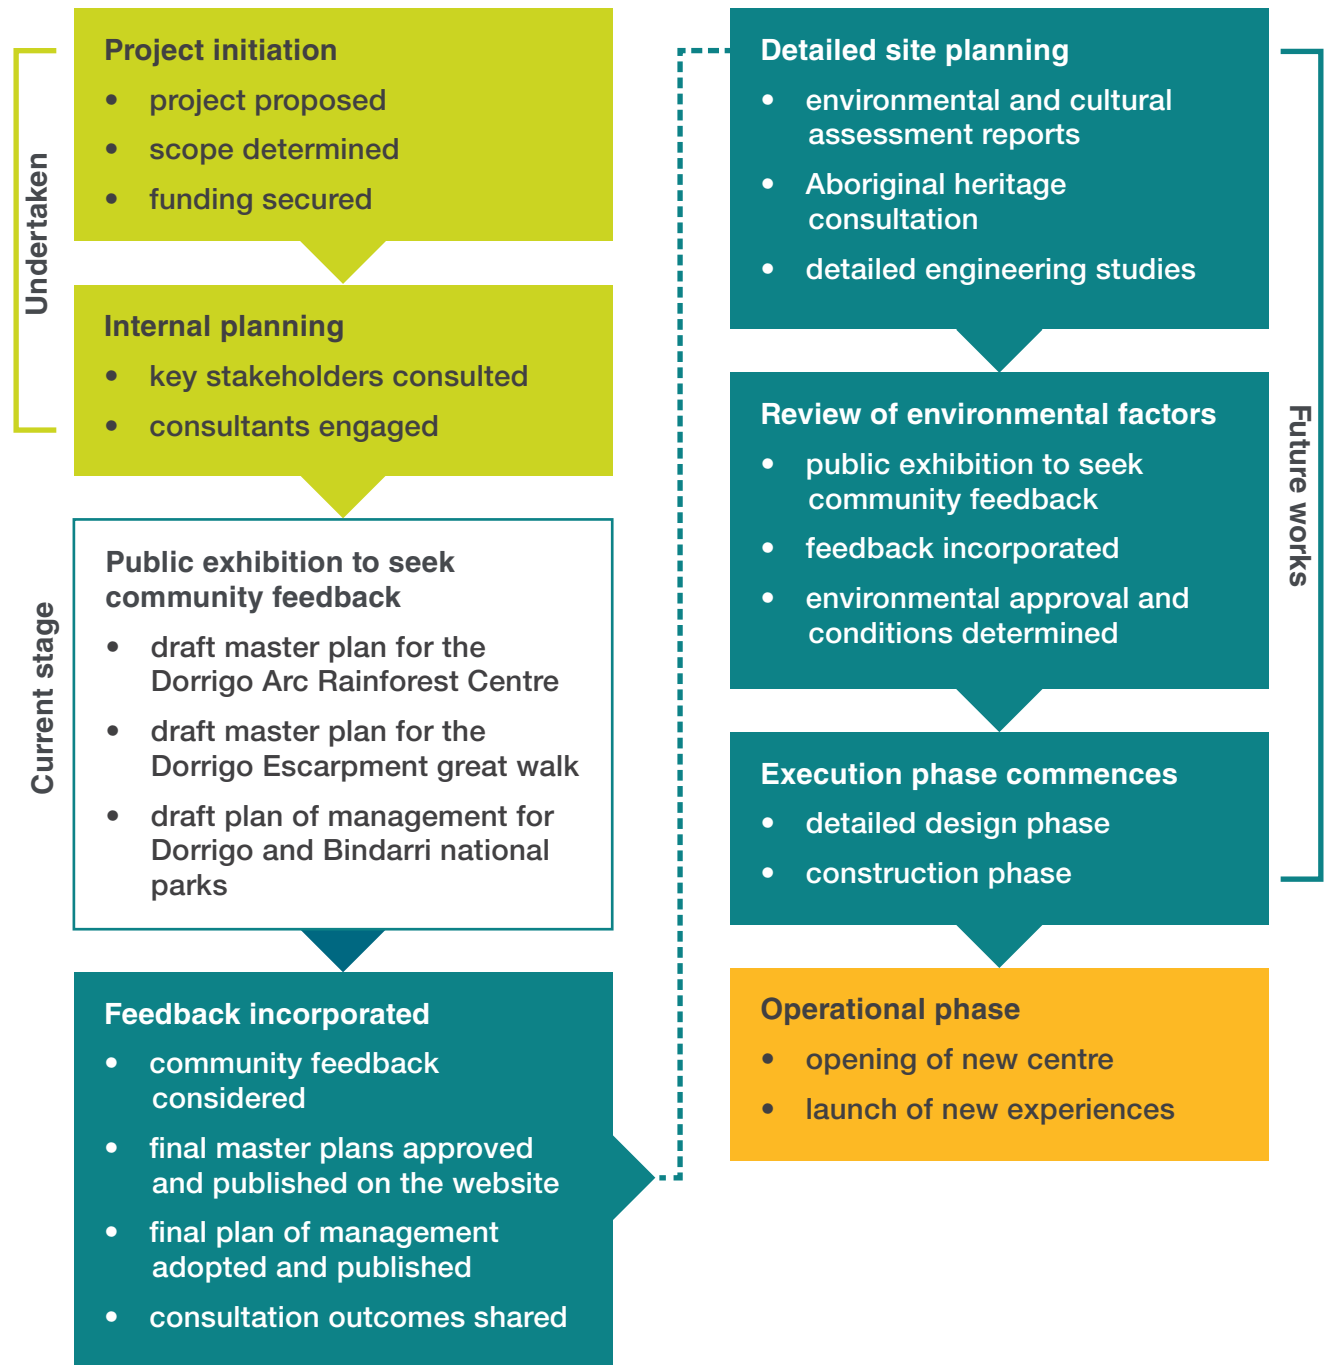 Undertaken
Project initiation
• project proposed
• scope determined
• funding secured
Internal planning
• key stakeholders consulted
• consultants engaged
Current stage
Public exhibition to seek
community feedback
• draft master plan for the
Dorrigo Arc Rainforest Centre
• draft master plan for the
Dorrigo Escarpment great walk
• draft plan of management for
Dorrigo and Bindarri national
parks
Feedback incorporated
• community feedback
considered
• final master plans approved
and published on the website
• final plan of management
adopted and published
• consultation outcomes shared
Future works
Detailed site planning
• environmental and cultural
assessment reports
• Aboriginal heritage
consultation
• detailed engineering studies
Review of environmental factors
• public exhibition to seek
community feedback
• feedback incorporated
• environmental approval and
conditions determined
Execution phase commences
• detailed design phase
• construction phase
Operational phase
• opening of new centre
• launch of new experiences